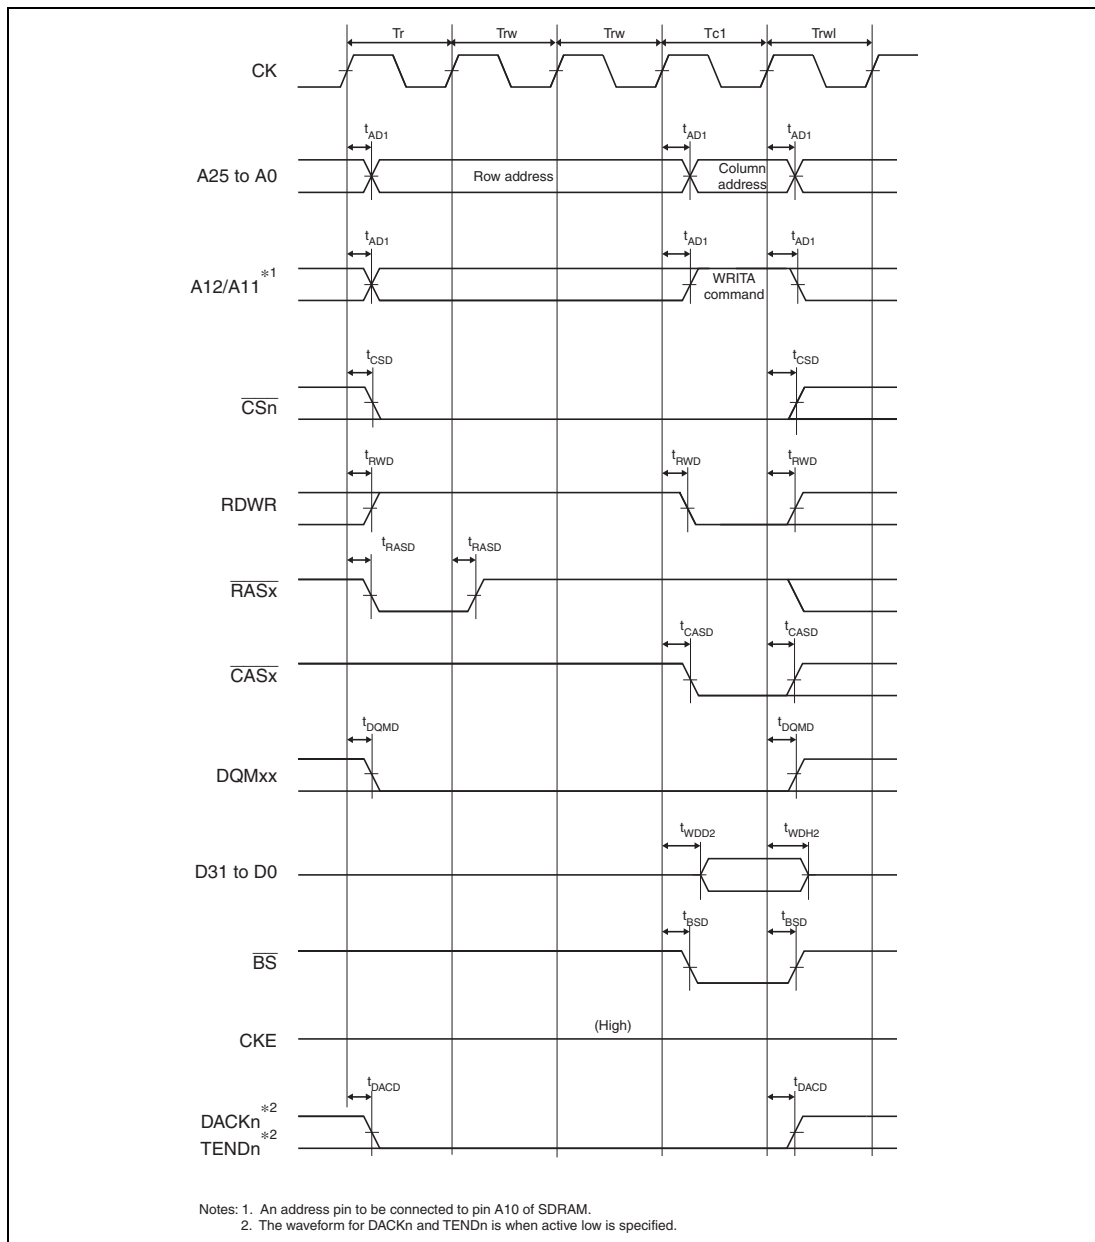 Tr Trw Trw Tc1 Trwl
CK
tAD1 tAD1 tAD1
A25 to A0 Row address Column address
tAD1 tAD1 tAD1
A12/A11*1 WRITA command
tCSD tCSD
CSn
tRWD tRWD tRWD
RDWR
tRASD tRASD
RASx
tCASD tCASD
CASx
tDQMD tDQMD
DQMxx
tWDD2 tWDH2
D31 to D0
tBSD tBSD
BS
(High)
CKE
tDACD tDACD
DACKn*2
TENDn*2
Notes: 1. An address pin to be connected to pin A10 of SDRAM.
2. The waveform for DACKn and TENDn is when active low is specified.